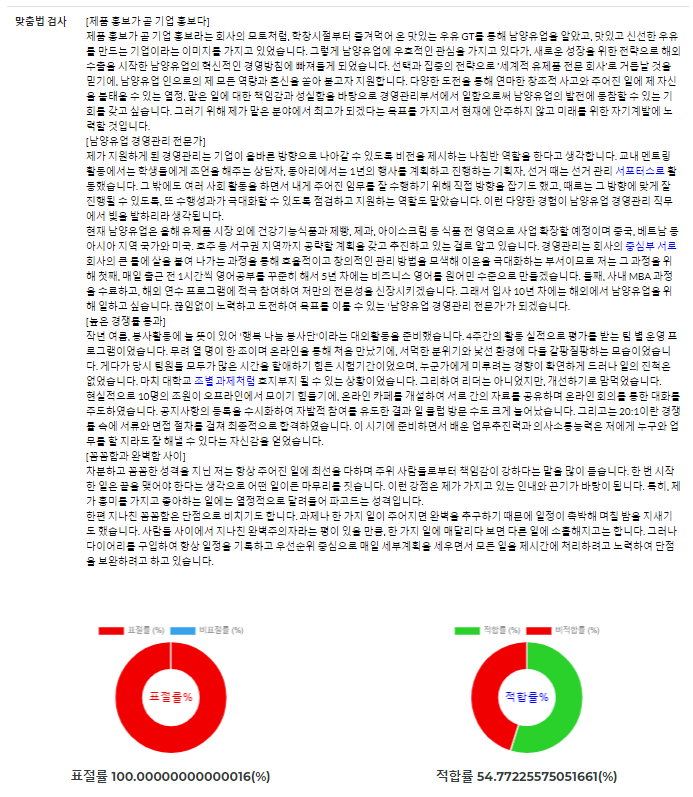 맞춤법 검사
[제품 홍보가 곧 기업 홍보다]
제품 홍보가 곧 기업 홍보라는 회사의 모토처럼, 학창시절부터 즐겨먹어 온 맛있는 우유 GT를 통해 남양유업을 알았고, 맛있고 신선한 우유
를 만드는 기업이라는 이미지를 가지고 있었습니다. 그렇게 남양유업에 우호적인 관심을 가지고 있다가, 새로운 성장을 위한 전략으로 해외
수출을 시작한 남양유업의 혁신적인 경영방침에 빠져들게 되었습니다. 선택과 집중의 전략으로 '세계적 유제품 전문 회사'로 거듭날 것을
믿기에, 남양유업 인으로의 제 모든 역량과 혼신을 쏟아 붇고자 지원합니다. 다양한 도전을 통해 연마한 창조적 사고와 주어진 일에 제 자신
을 불태울 수 있는 열정, 맡은 일에 대한 책임감과 성실함을 바탕으로 경영관리부서에서 일함으로써 남양유업의 발전에 동참할 수 있는 기
회를 갖고 싶습니다. 그러기 위해 제가 맡은 분야에서 최고가 되겠다는 목표를 가지고서 현재에 안주하지 않고 미래를 위한 자기계발에 노
력할 것입니다.
[남양유업 경영관리 전문가]
제가 지원하게 된 경영관리는 기업이 올바른 방향으로 나아갈 수 있도록 비전을 제시하는 나침반 역할을 한다고 생각합니다. 교내 멘토링
활동에서는 학생들에게 조언을 해주는 상담자, 동아리에서는 1년의 행사를 계획하고 진행하는 기획자, 선거 때는 선거 관리 서포터스로 활
동했습니다. 그 밖에도 여러 사회 활동을 하면서 내게 주어진 임무를 잘 수행하기 위해 직접 방향을 잡기도 했고, 때로는 그 방향에 맞게 잘
진행될 수 있도록, 또 수행성과가 극대화할 수 있도록 점검하고 지원하는 역할도 맡았습니다. 이런 다양한 경험이 남양유업 경영관리 직무
에서 빛을 발하리라 생각됩니다.
현재 남양유업은 올해 유제품 시장 외에 건강기능식품과 제빵, 제과, 아이스크림 등 식품 전 영역으로 사업 확장할 예정이며 중국, 베트남 동
아시아 지역 국가와 미국, 호주 등 서구권 지역까지 공략할 계획을 갖고 추진하고 있는 걸로 알고 있습니다. 경영관리는 회사의 중심부 서로
회사의 큰 틀에 살을 붙여 나가는 과정을 통해 효율적이고 창의적인 관리 방법을 모색해 이윤을 극대화하는 부서이므로 저는 그 과정을 위
해 첫째, 매일 출근 전 1시간씩 영어공부를 꾸준히 해서 5년 차에는 비즈니스 영어를 원어민 수준으로 만들겠습니다. 둘째, 사내 MBA 과정
을 수료하고, 해외 연수 프로그램에 적극 참여하여 저만의 전문성을 신장시키겠습니다. 그래서 입사 10년 차에는 해외에서 남양유업을 위
해 일하고 싶습니다. 끊임없이 노력하고 도전하여 목표를 이룰 수 있는 '남양유업 경영관리 전문가'가 되겠습니다.
[높은 경쟁률 통과]
작년 여름, 봉사활동에 늘 뜻이 있어 '행복 나눔 봉사단'이라는 대외활동을 준비했습니다. 4주간의 활동 실적으로 평가를 받는 팀 별 운영 프
로그램이었습니다. 무려 열 명이 한 조이며 온라인을 통해 처음 만났기에, 서먹한 분위기와 낯선 환경에 다들 갈팡질팡하는 모습이었습니
다. 게다가 당시 팀원들 모두가 많은 시간을 할애하기 힘든 시험기간이었으며, 누군가에게 미루려는 경향이 확연하게 드러나 일의 진척은
없었습니다. 마치 대학교 조별 과제처럼 흐지부지 될 수 있는 상황이었습니다. 그리하여 리더는 아니었지만, 개선하기로 맘먹었습니다.
현실적으로 10명의 조원이 오프라인에서 모이기 힘들기에, 온라인 카페를 개설하여 서로 간의 자료를 공유하며 온라인 회의를 통한 대화를
주도하였습니다. 공지사항의 등록을 수시화하여 자발적 참여를 유도한 결과 일 클럽 방문 수도 크게 늘어났습니다. 그리고는 20:1이란 경쟁
률 속에 서류와 면접 절차를 걸쳐 최종적으로 합격하였습니다. 이 시기에 준비하면서 배운 업무추진력과 의사소통능력은 저에게 누구와 업
무를 할 지라도 잘 해낼 수 있다는 자신감을 얻었습니다.
[꼼꼼함과 완벽함 사이]
차분하고 꼼꼼한 성격을 지닌 저는 항상 주어진 일에 최선을 다하며 주위 사람들로부터 책임감이 강하다는 말을 많이 듣습니다. 한 번 시작
한 일은 끝을 맺어야 한다는 생각으로 어떤 일이든 마무리를 짓습니다. 이런 강점은 제가 가지고 있는 인내와 끈기가 바탕이 됩니다. 특히, 제
가 흥미를 가지고 좋아하는 일에는 열정적으로 달려들어 파고드는 성격입니다.
한편 지나친 꼼꼼함은 단점으로 비치기도 합니다. 과제나 한 가지 일이 주어지면 완벽을 추구하기 때문에 일정이 촉박해 며칠 밤을 지새기
도 했습니다. 사람들 사이에서 지나친 완벽주의자라는 평이 있을 만큼, 한 가지 일에 매달리다 보면 다른 일에 소홀해지고는 합니다. 그러나
다이어리를 구입하여 항상 일정을 기록하고 우선순위 중심으로 매일 세부계획을 세우면서 모든 일을 제시간에 처리하려고 노력하여 단점
을 보완하려고 하고 있습니다.
표절률 (%) 비표절률 (%)
적합률 (%) 비적합률 (%)
표절률%
적합률%
표절률 100.00000000000016(%)
적합률 54.77225575051661(%)